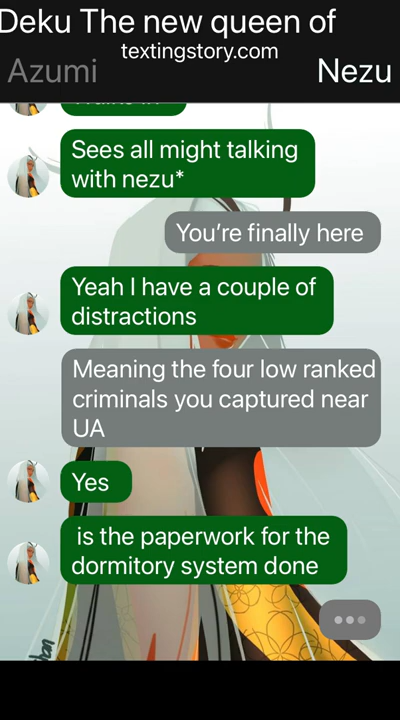 Deku The new queen of
textingstory.com
Azumi
Nezu
Sees all might talking
with nezu*
You're finally here
Yeah I have a couple of
distractions
Meaning the four low ranked
criminals you captured near
UA
Yes
is the paperwork for the
dormitory system done